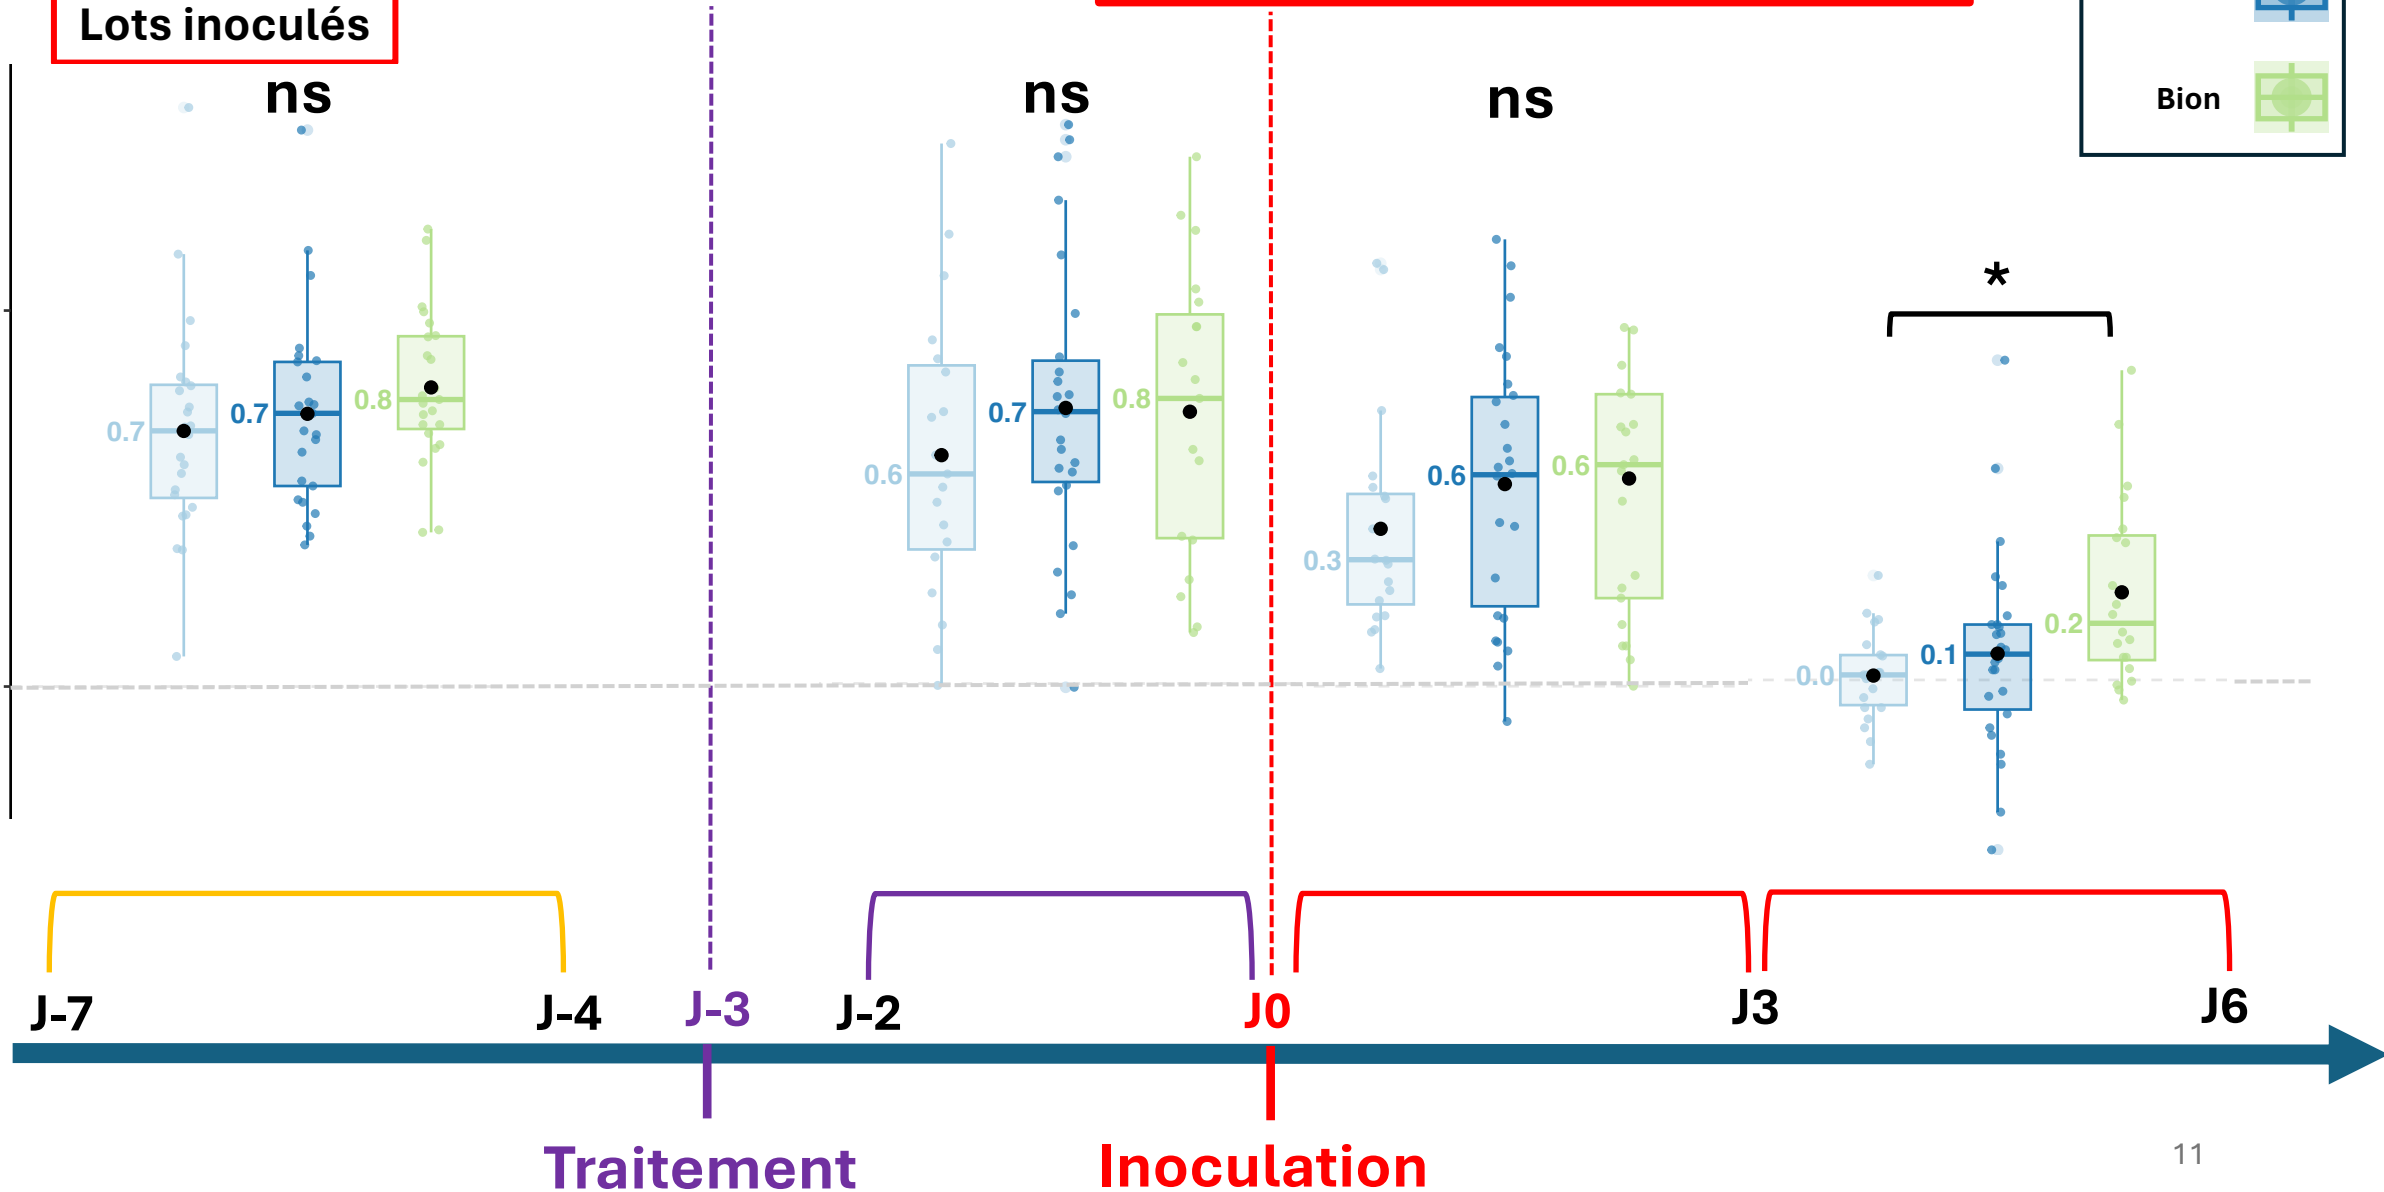 Lots inoculés
ns
ns
ns
Bion
*
0.7
0.7
0.8
0.6
0.7
0.8
0.3
0.6
0.6
0.0
0.1
0.2
J-7
J-4
J-3
J-2
J0
J3
J6
Traitement
Inoculation
11